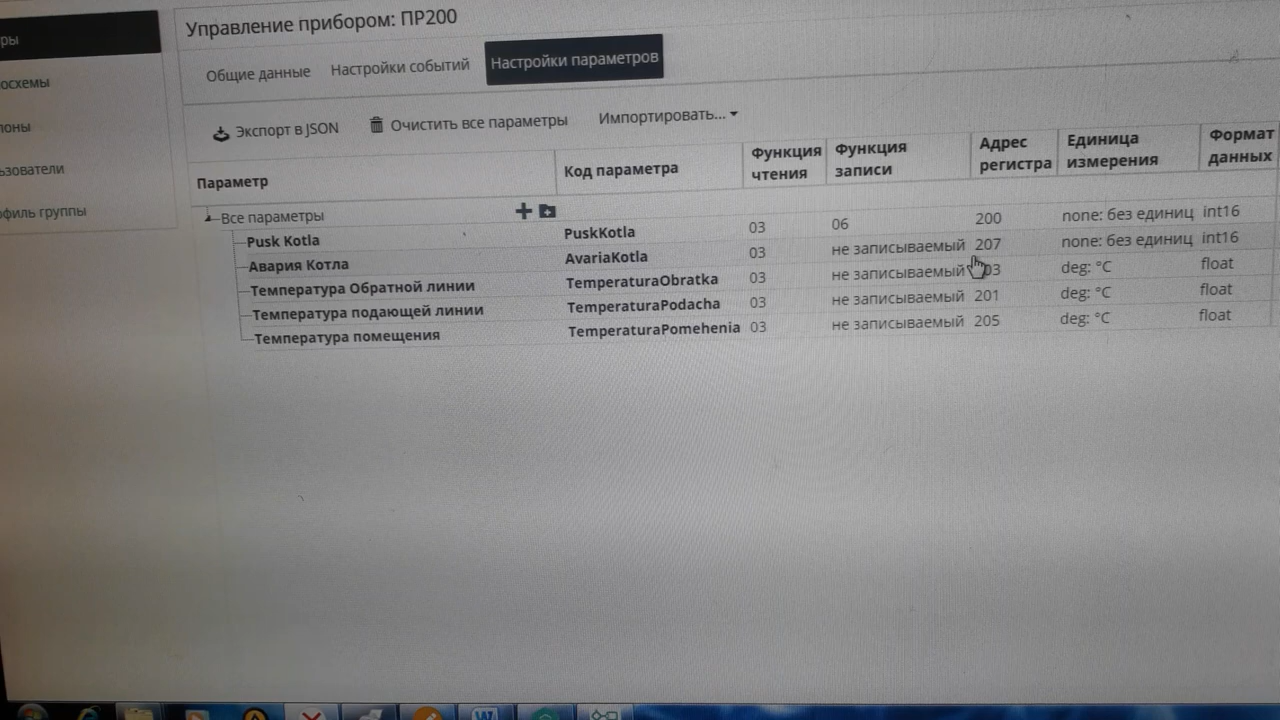 Управление прибором: ПР200
ры
осхемы
лоны
ьзователи
офиль группы
Общие данные Настройки событий Настройки параметров
Экспорт в JSON Очистить все параметры Импортировать...
Параметр Код параметра Функция чтения Функция записи Адрес регистра Единица измерения Формат данных
Все параметры
Pusk Kotla PuskKotla 03 06 200 none: без единиц int16
Авария Котла AvariaKotla 03 не записываемый 207 none: без единиц int16
Температура Обратной линии TemperaturaObratka 03 не записываемый 03 deg: °C float
Температура подающей линии TemperaturaPodacha 03 не записываемый 201 deg: °C float
Температура помещения TemperaturaPomehenia 03 не записываемый 205 deg: °C float